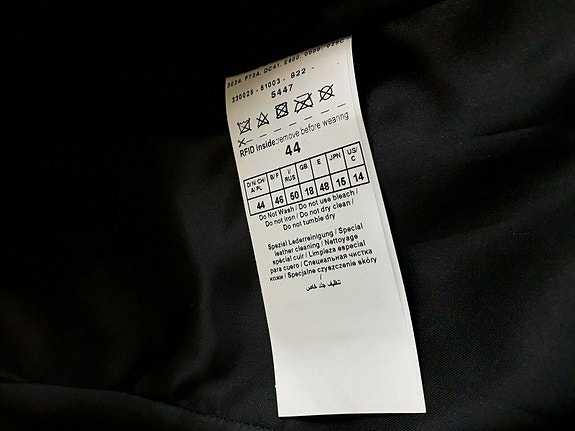 330025 - 51003 - 822 -
5447
RFID inside:remove before wearing
44
D/N/CH/A/PL B/F I/RUS GB E JPN US/C
44 46 50 18 48 15 14
Do Not Wash / Do not use bleach /
Do not iron / Do not dry clean /
Do not tumble dry
Spezial Lederreinigung / Special
leather cleaning / Nettoyage
spécial cuir / Limpieza especial
para cuero / Специальная чистка
кожи / Specjalne czyszczenie skóry
/
تنظيف جلد خاص